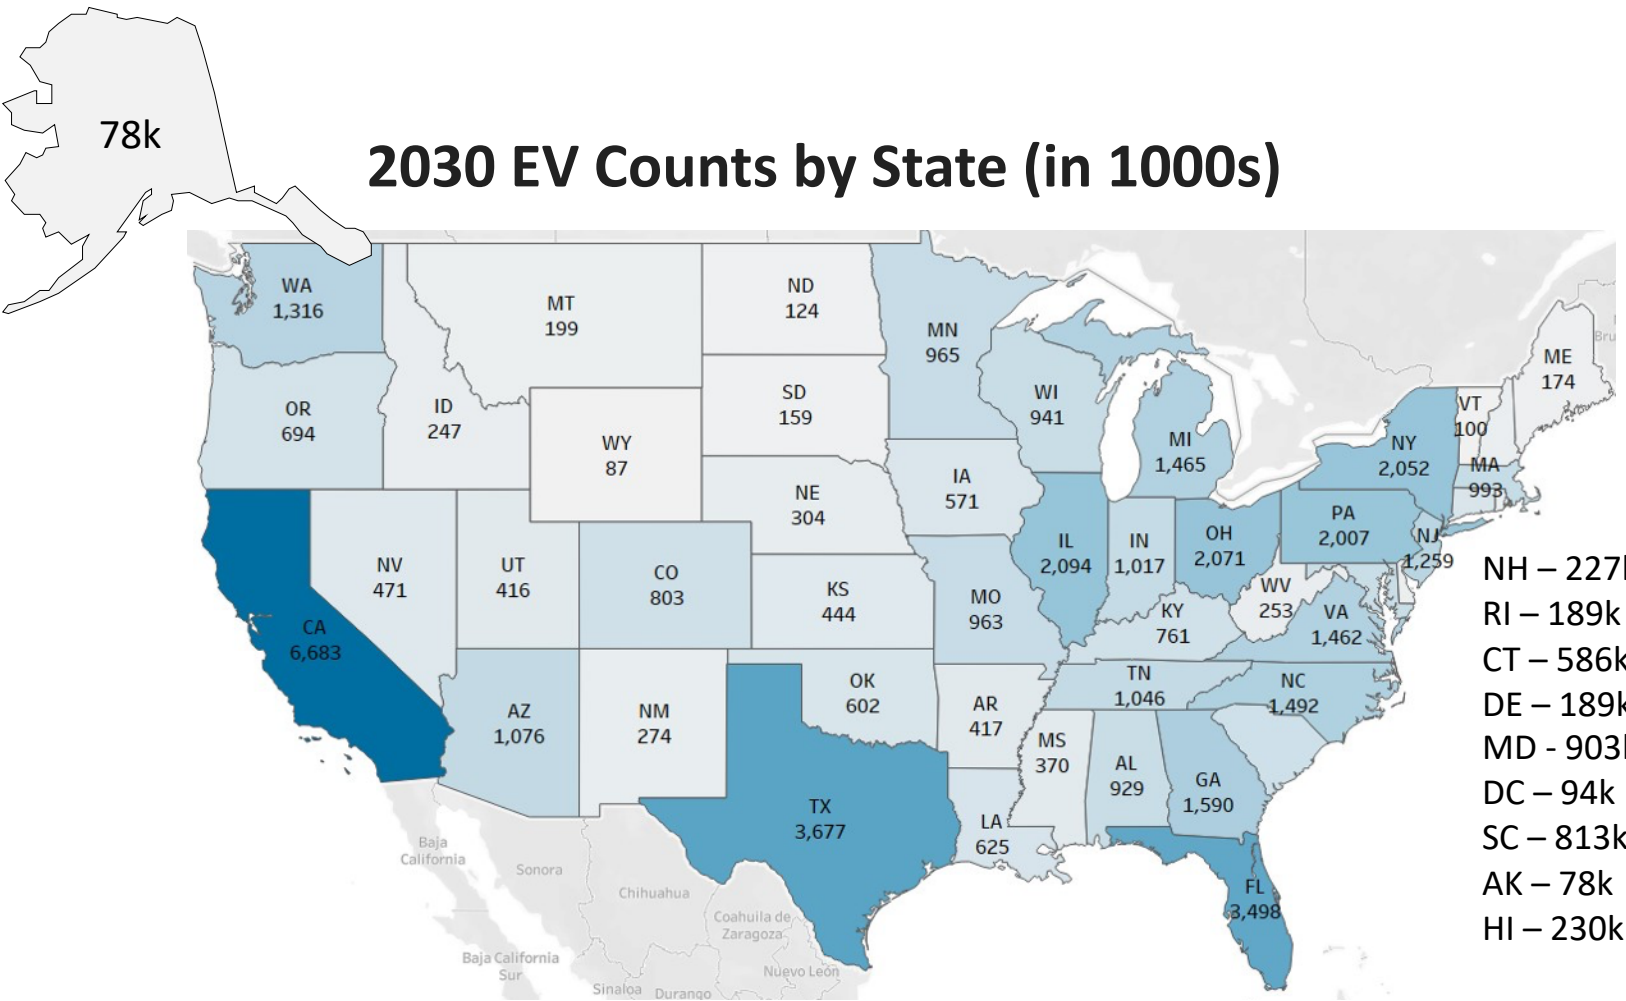 78k
2030 EV Counts by State (in 1000s)
WA
1,316
MT
199
ND
124
MN
965
ME
174
OR
694
ID
247
WY
87
SD
159
WI
941
MI
1,465
NY
2,052
VT
100
MA
993
NE
304
IA
571
NV
471
UT
416
CO
803
KS
444
MO
963
IL
2,094
IN
1,017
OH
2,071
PA
2,007
NJ
1,259
WV
253
VA
1,462
KY
761
CA
6,683
AZ
1,076
NM
274
OK
602
AR
417
TN
1,046
NC
1,492
MS
370
AL
929
GA
1,590
TX
3,677
LA
625
FL
3,498
NH – 227k
RI – 189k
CT – 586k
DE – 189k
MD - 903k
DC – 94k
SC – 813k
AK – 78k
HI – 230k
Baja
California
Sonora
Chihuahua
Coahuila de
Zaragoza
Baja California
Sur
Nuevo León
Sinaloa
Durango
Bru